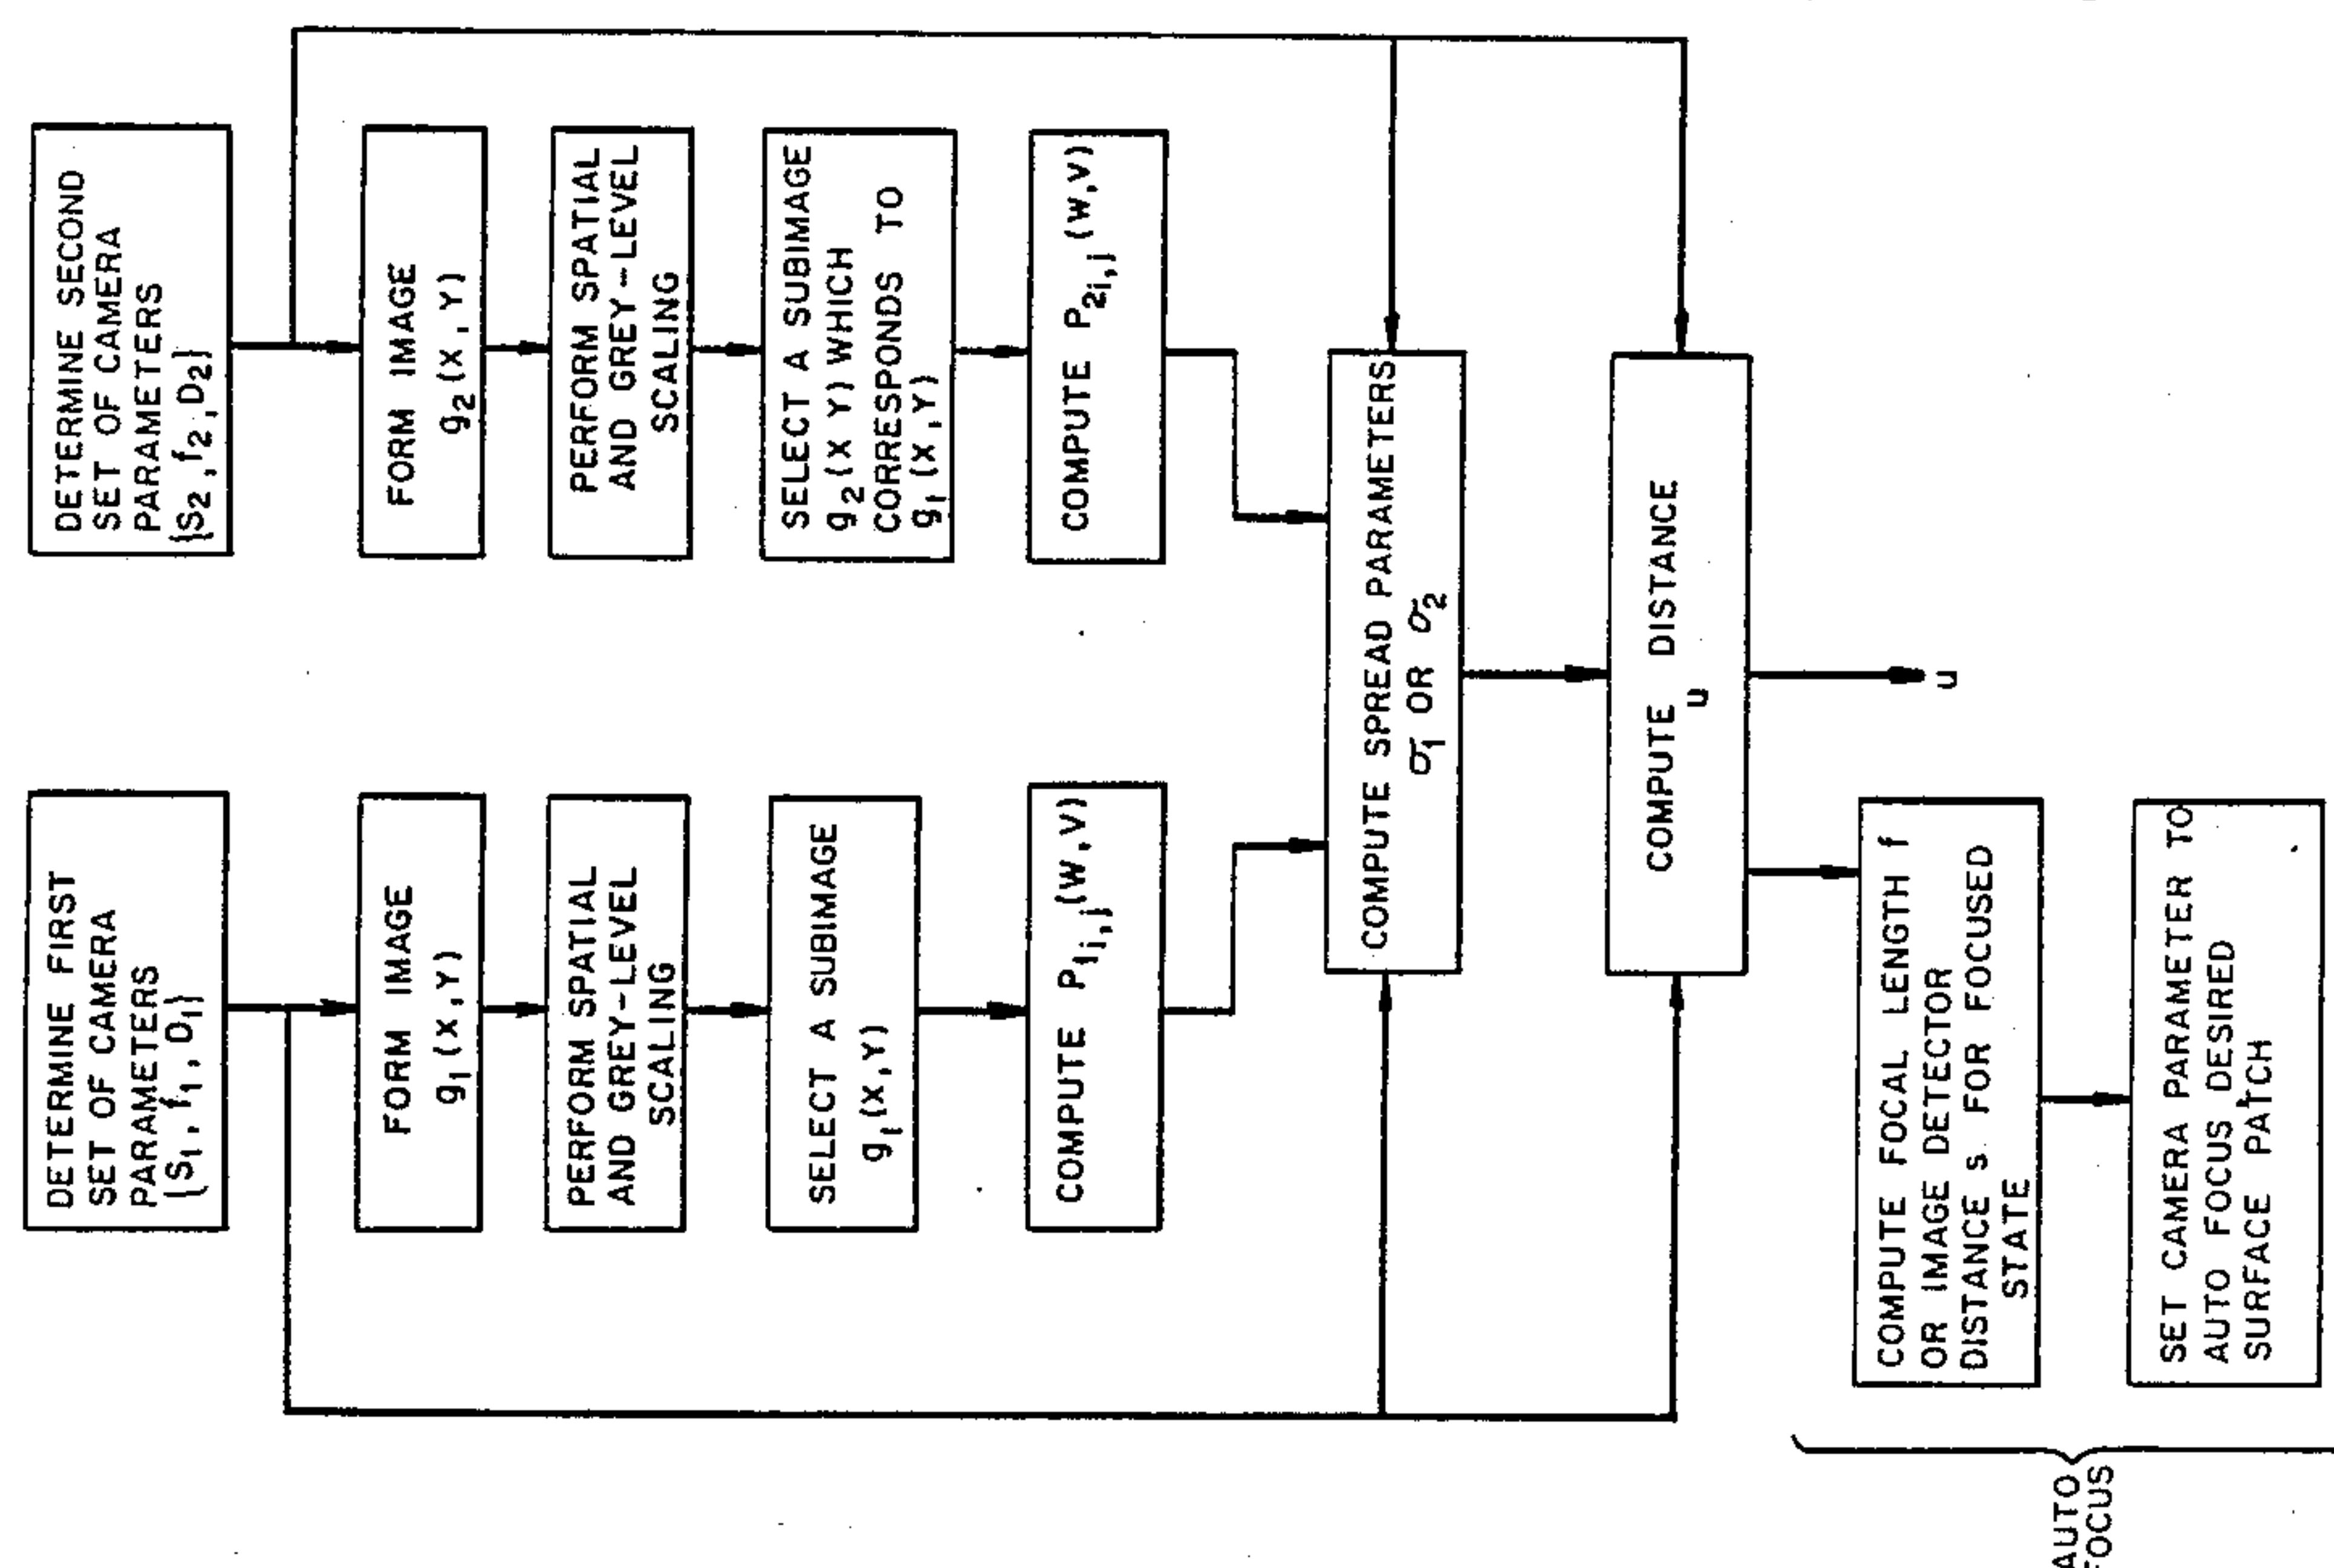 DETERMINE FIRST
SET OF CAMERA
PARAMETERS
{S₁, f₁, D₁}
FORM IMAGE
g₁(X,Y)
PERFORM SPATIAL
AND GREY-LEVEL
SCALING
SELECT A SUBIMAGE
g₁(X,Y)
COMPUTE P₁ᵢ,ⱼ(W,V)
DETERMINE SECOND
SET OF CAMERA
PARAMETERS
{S₂, f₂, D₂}
FORM IMAGE
g₂(X,Y)
PERFORM SPATIAL
AND GREY-LEVEL
SCALING
SELECT A SUBIMAGE
g₂(X Y) WHICH
CORRESPONDS TO
g₁(X,Y)
COMPUTE P₂ᵢ,ⱼ(W,V)
COMPUTE SPREAD PARAMETERS
σ₁ OR σ₂
COMPUTE DISTANCE
u
u
COMPUTE FOCAL LENGTH f
OR IMAGE DETECTOR
DISTANCE s FOR FOCUSED
STATE
SET CAMERA PARAMETER TO
AUTO FOCUS DESIRED
SURFACE PATCH
AUTO
FOCUS